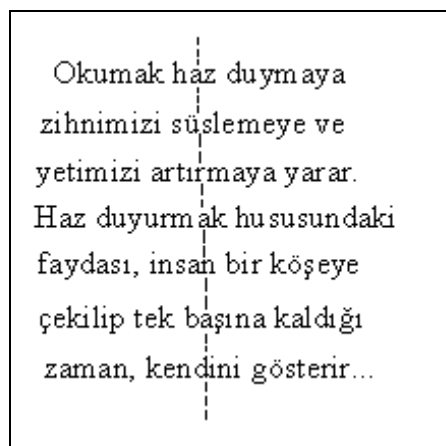 Okumak haz duymaya
zihnimizi süslemeye ve
yetimizi artırmaya yarar.
Haz duyurmak hususundaki
faydası, insan bir köşeye
çekilip tek başına kaldığı
zaman, kendini gösterir...